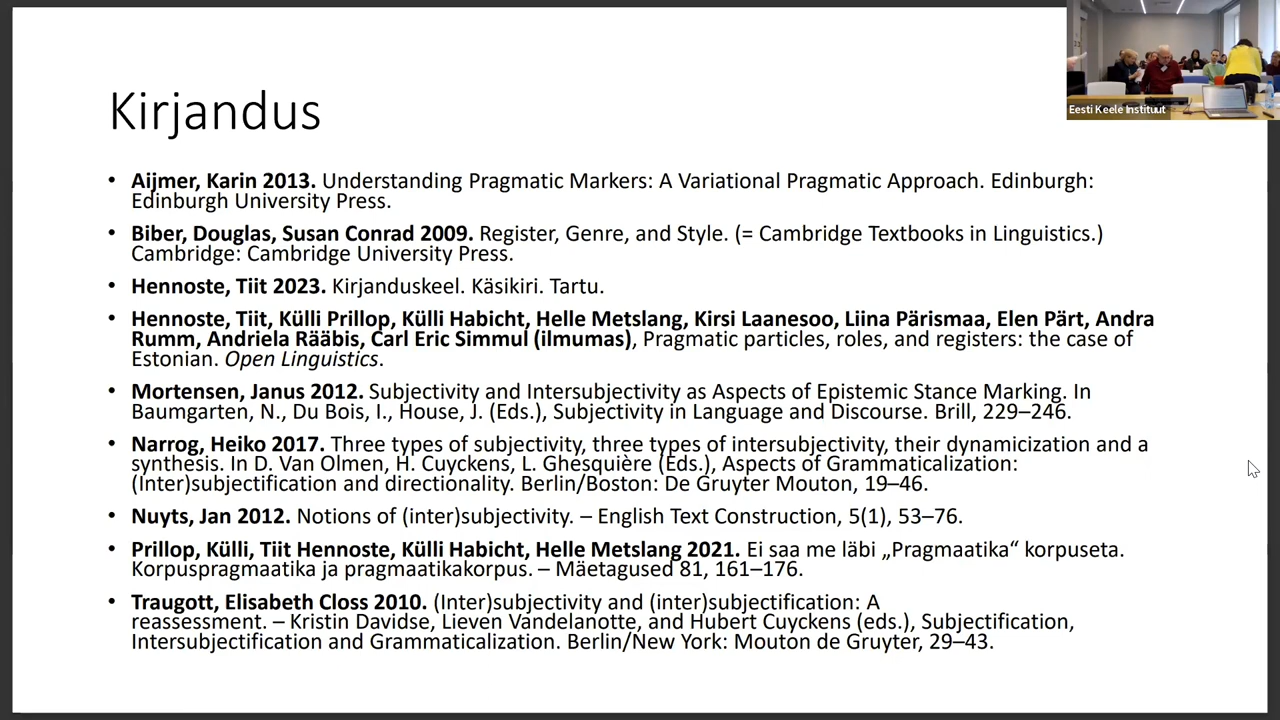 Kirjandus
Eesti Keele Instituut
• Aijmer, Karin 2013. Understanding Pragmatic Markers: A Variational Pragmatic Approach. Edinburgh:
Edinburgh University Press.
• Biber, Douglas, Susan Conrad 2009. Register, Genre, and Style. (= Cambridge Textbooks in Linguistics.)
Cambridge: Cambridge University Press.
• Hennoste, Tiit 2023. Kirjanduskeel. Käsikiri. Tartu.
• Hennoste, Tiit, Külli Prillop, Külli Habicht, Helle Metslang, Kirsi Laanesoo, Liina Pärismaa, Elen Pärt, Andra
Rumm, Andriela Rääbis, Carl Eric Simmul (ilmumas), Pragmatic particles, roles, and registers: the case of
Estonian. Open Linguistics.
• Mortensen, Janus 2012. Subjectivity and Intersubjectivity as Aspects of Epistemic Stance Marking. In
Baumgarten, N., Du Bois, I., House, J. (Eds.), Subjectivity in Language and Discourse. Brill, 229–246.
• Narrog, Heiko 2017. Three types of subjectivity, three types of intersubjectivity, their dynamicization and a
synthesis. In D. Van Olmen, H. Cuyckens, L. Ghesquière (Eds.), Aspects of Grammaticalization:
(Inter)subjectification and directionality. Berlin/Boston: De Gruyter Mouton, 19–46.
• Nuyts, Jan 2012. Notions of (inter)subjectivity. – English Text Construction, 5(1), 53–76.
• Prillop, Külli, Tiit Hennoste, Külli Habicht, Helle Metslang 2021. Ei saa me läbi „Pragmaatika“ korpuseta.
Korpuspragmaatika ja pragmaatikakorpus. – Mäetagused 81, 161–176.
• Traugott, Elisabeth Closs 2010. (Inter)subjectivity and (inter)subjectification: A
reassessment. – Kristin Davidse, Lieven Vandelanotte, and Hubert Cuyckens (eds.), Subjectification,
Intersubjectification and Grammaticalization. Berlin/New York: Mouton de Gruyter, 29–43.